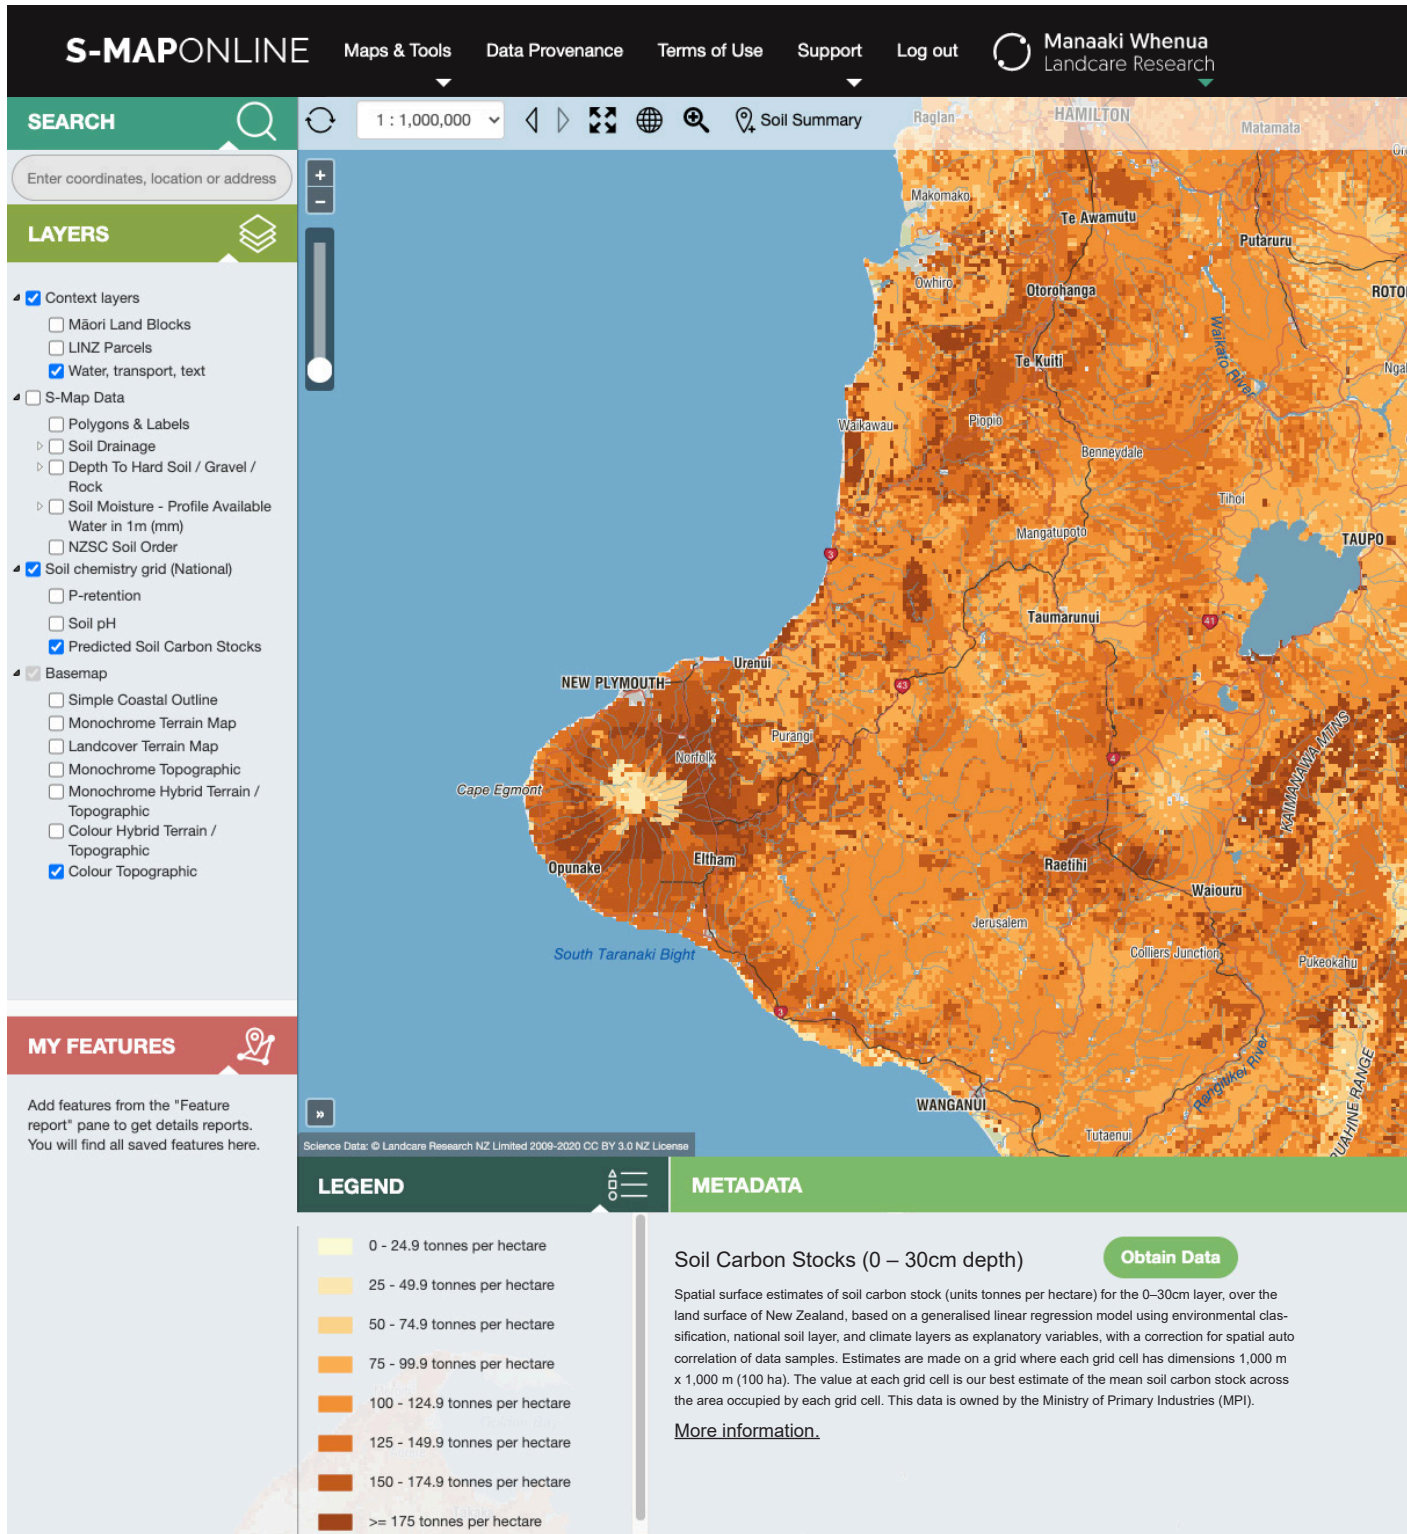 S-MAPONLINE
Maps & Tools
Data Provenance
Terms of Use
Support
Log out
Manaaki Whenua
Landcare Research
SEARCH
Enter coordinates, location or address
LAYERS
Context layers
Māori Land Blocks
LINZ Parcels
Water, transport, text
S-Map Data
Polygons & Labels
Soil Drainage
Depth To Hard Soil / Gravel /
Rock
Soil Moisture - Profile Available
Water in 1m (mm)
NZSC Soil Order
Soil chemistry grid (National)
P-retention
Soil pH
Predicted Soil Carbon Stocks
Basemap
Simple Coastal Outline
Monochrome Terrain Map
Landcover Terrain Map
Monochrome Topographic
Monochrome Hybrid Terrain /
Topographic
Colour Hybrid Terrain /
Topographic
Colour Topographic
MY FEATURES
Add features from the "Feature
report" pane to get details reports.
You will find all saved features here.
1 : 1,000,000
Soil Summary
+
−
Raglan
HAMILTON
Matamata
Makomako
Te Awamutu
Putaruru
Owhiro
Otorohanga
ROTO
Waikato River
Te Kuiti
Nga
Waikawau
Piopio
Benneydale
Tihoi
Mangatupoto
TAUPO
3
Taumarunui
41
Urenui
NEW PLYMOUTH
43
Purangi
Norfolk
4
KAIMANAWA MTNS
Cape Egmont
Opunake
Eltham
Raetihi
Waiouru
Jerusalem
South Taranaki Bight
Colliers Junction
Pukeokahu
3
Rangitikei River
RUAHINE RANGE
WANGANUI
Tutaenui
»
Science Data: © Landcare Research NZ Limited 2009-2020 CC BY 3.0 NZ License
LEGEND
0 - 24.9 tonnes per hectare
25 - 49.9 tonnes per hectare
50 - 74.9 tonnes per hectare
75 - 99.9 tonnes per hectare
100 - 124.9 tonnes per hectare
125 - 149.9 tonnes per hectare
150 - 174.9 tonnes per hectare
>= 175 tonnes per hectare
METADATA
Soil Carbon Stocks (0 – 30cm depth)
Obtain Data
Spatial surface estimates of soil carbon stock (units tonnes per hectare) for the 0–30cm layer, over the
land surface of New Zealand, based on a generalised linear regression model using environmental clas-
sification, national soil layer, and climate layers as explanatory variables, with a correction for spatial auto
correlation of data samples. Estimates are made on a grid where each grid cell has dimensions 1,000 m
x 1,000 m (100 ha). The value at each grid cell is our best estimate of the mean soil carbon stock across
the area occupied by each grid cell. This data is owned by the Ministry of Primary Industries (MPI).
More information.